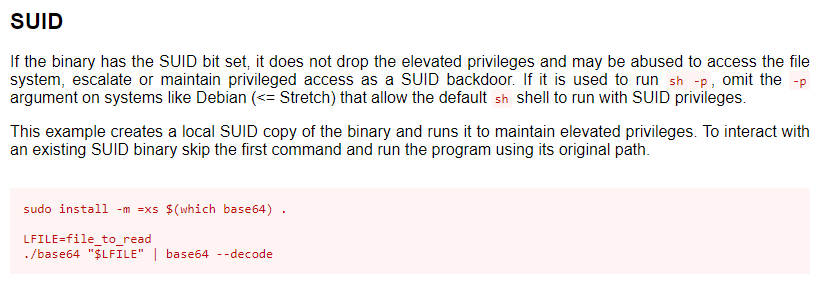 SUID
If the binary has the SUID bit set, it does not drop the elevated privileges and may be abused to access the file
system, escalate or maintain privileged access as a SUID backdoor. If it is used to run sh -p, omit the -p
argument on systems like Debian (<= Stretch) that allow the default sh shell to run with SUID privileges.
This example creates a local SUID copy of the binary and runs it to maintain elevated privileges. To interact with
an existing SUID binary skip the first command and run the program using its original path.
sudo install -m =xs $(which base64) .
LFILE=file_to_read
./base64 "$LFILE" | base64 --decode